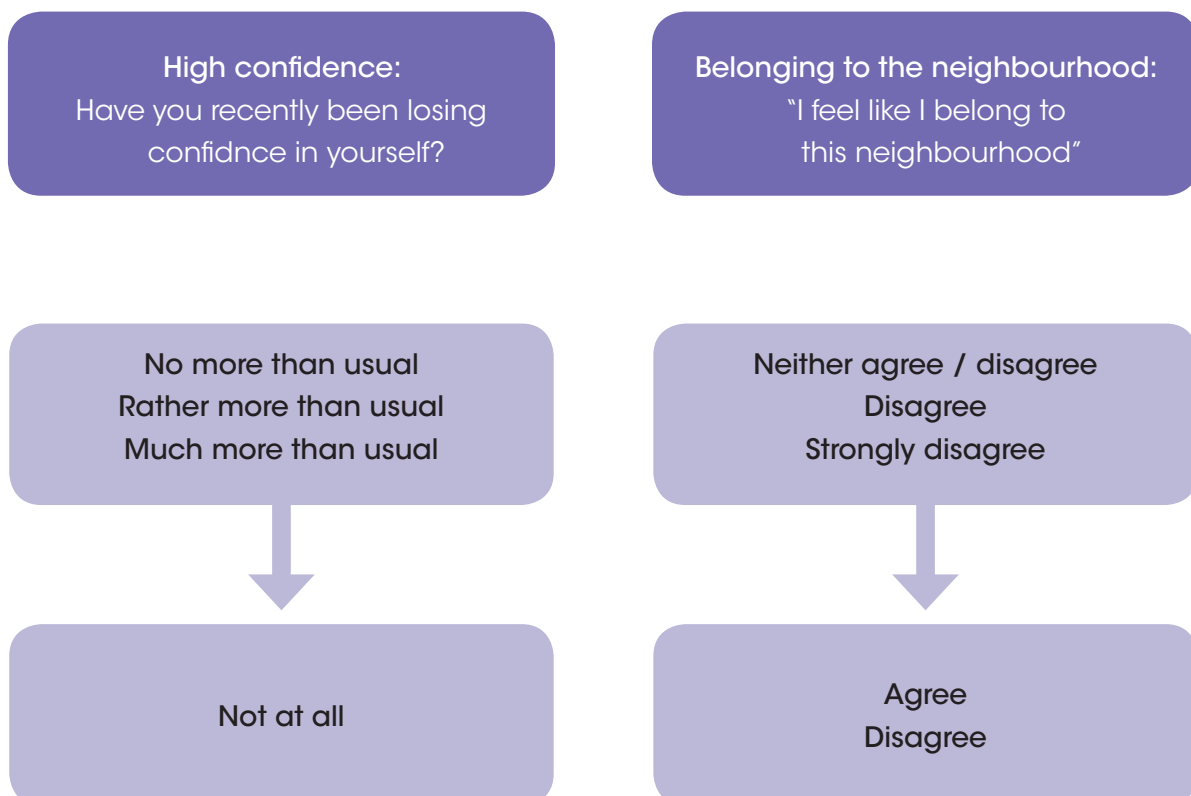 High confidence:
Have you recently been losing
confidnce in yourself?
Belonging to the neighbourhood:
"I feel like I belong to
this neighbourhood"
No more than usual
Rather more than usual
Much more than usual
Neither agree / disagree
Disagree
Strongly disagree
Not at all
Agree
Disagree